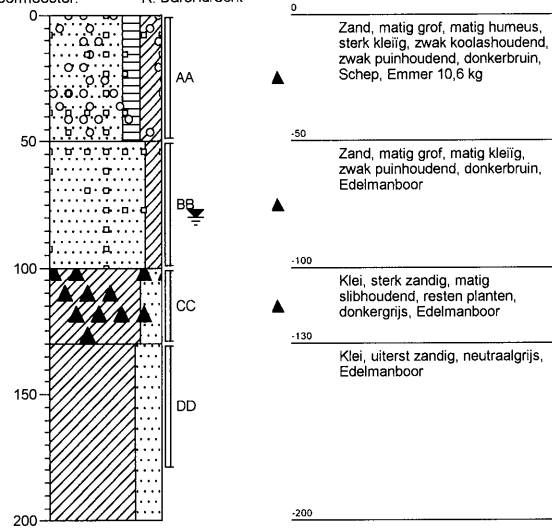 0
50
100
150
200
AA
BB
CC
DD
0
Zand, matig grof, matig humeus,
sterk kleiïg, zwak koolashoudend,
zwak puinhoudend, donkerbruin,
Schep, Emmer 10,6 kg
-50
Zand, matig grof, matig kleiïg,
zwak puinhoudend, donkerbruin,
Edelmanboor
-100
Klei, sterk zandig, matig
slibhoudend, resten planten,
donkergrijs, Edelmanboor
-130
Klei, uiterst zandig, neutraalgrijs,
Edelmanboor
-200